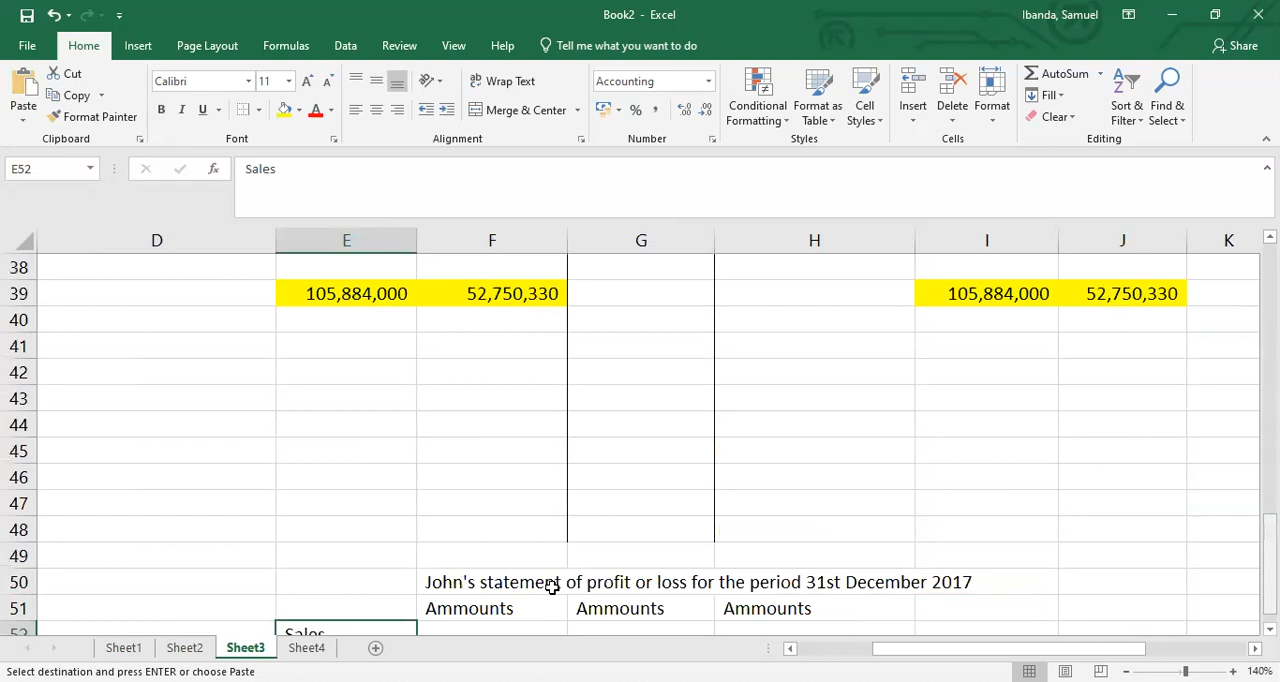 Book2 - Excel
Ibanda, Samuel
File Home Insert Page Layout Formulas Data Review View Help Tell me what you want to do Share
Paste
Cut
Copy
Format Painter
Clipboard
Calibri 11
B I U A
Font
Wrap Text
Merge & Center
Alignment
Accounting
%
Number
Conditional Formatting
Format as Table
Cell Styles
Styles
Insert Delete Format
Cells
AutoSum
Fill
Clear
Sort & Filter
Find & Select
Editing
E52 fx Sales
D E F G H I J K
38
39 105,884,000 52,750,330 105,884,000 52,750,330
40
41
42
43
44
45
46
47
48
49
50 John's statement of profit or loss for the period 31st December 2017
51 Ammounts Ammounts Ammounts
52 Sales
Sheet1 Sheet2 Sheet3 Sheet4
Select destination and press ENTER or choose Paste
140%